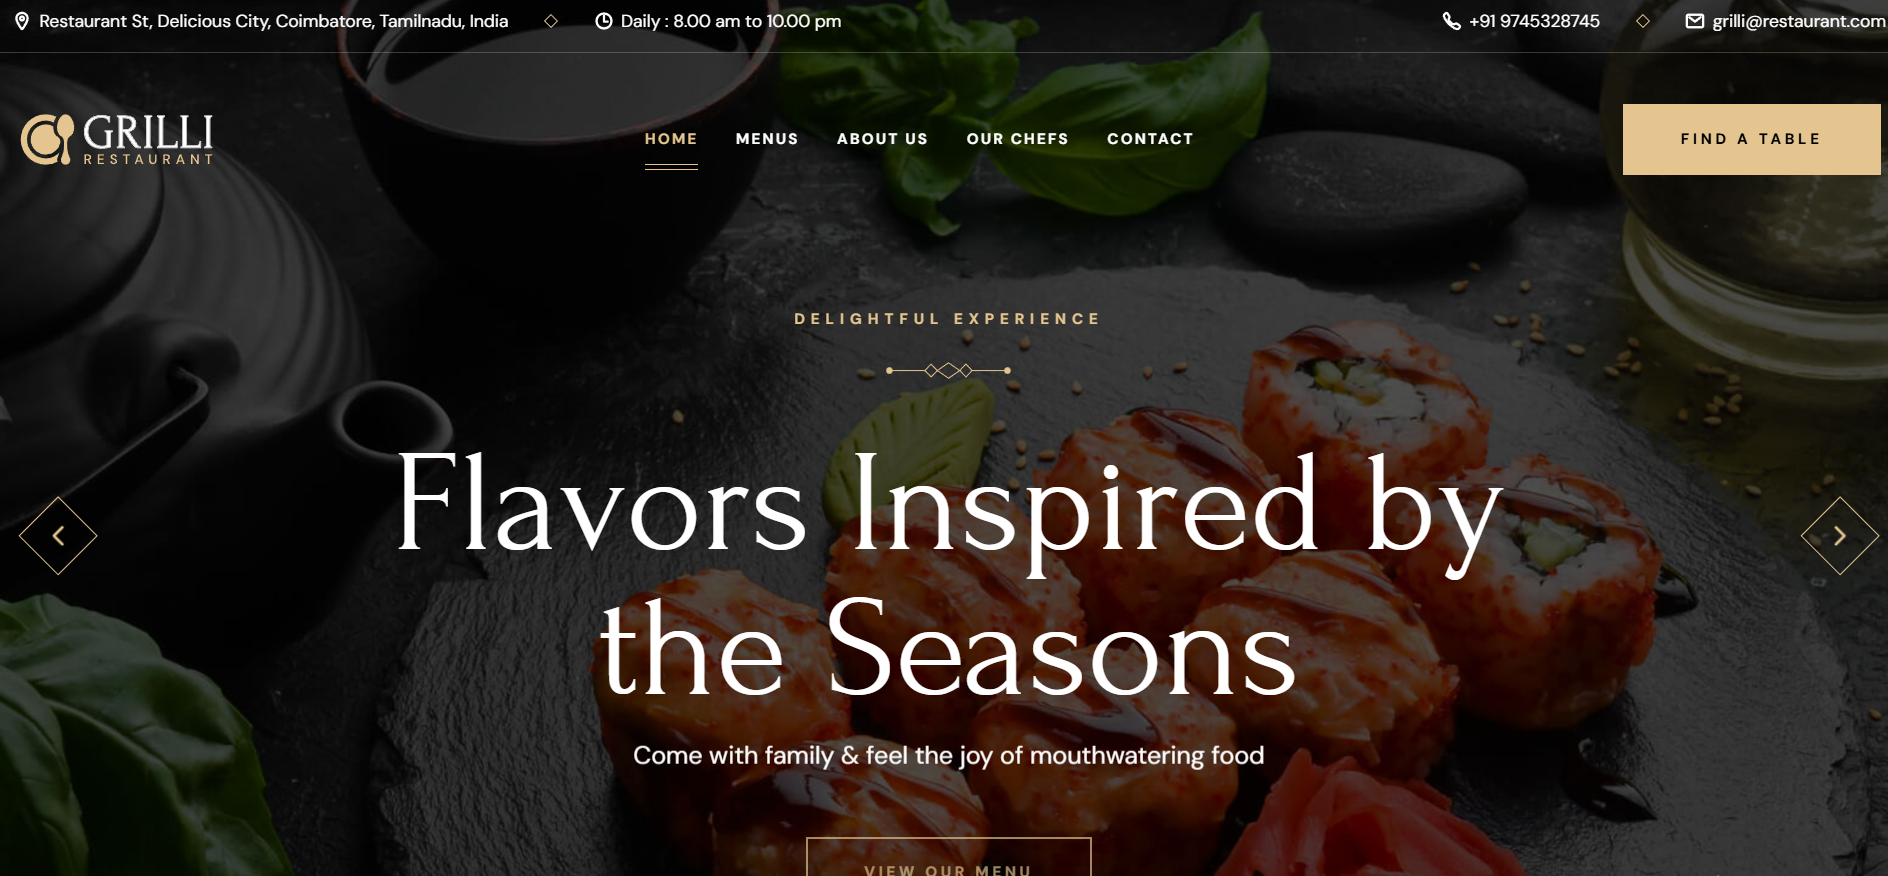 Restaurant St, Delicious City, Coimbatore, Tamilnadu, India
Daily : 8.00 am to 10.00 pm
+91 9745328745
grilli@restaurant.com
GRILLI
RESTAURANT
HOME
MENUS
ABOUT US
OUR CHEFS
CONTACT
FIND A TABLE
DELIGHTFUL EXPERIENCE
Flavors Inspired by
the Seasons
Come with family & feel the joy of mouthwatering food
VIEW OUR MENU